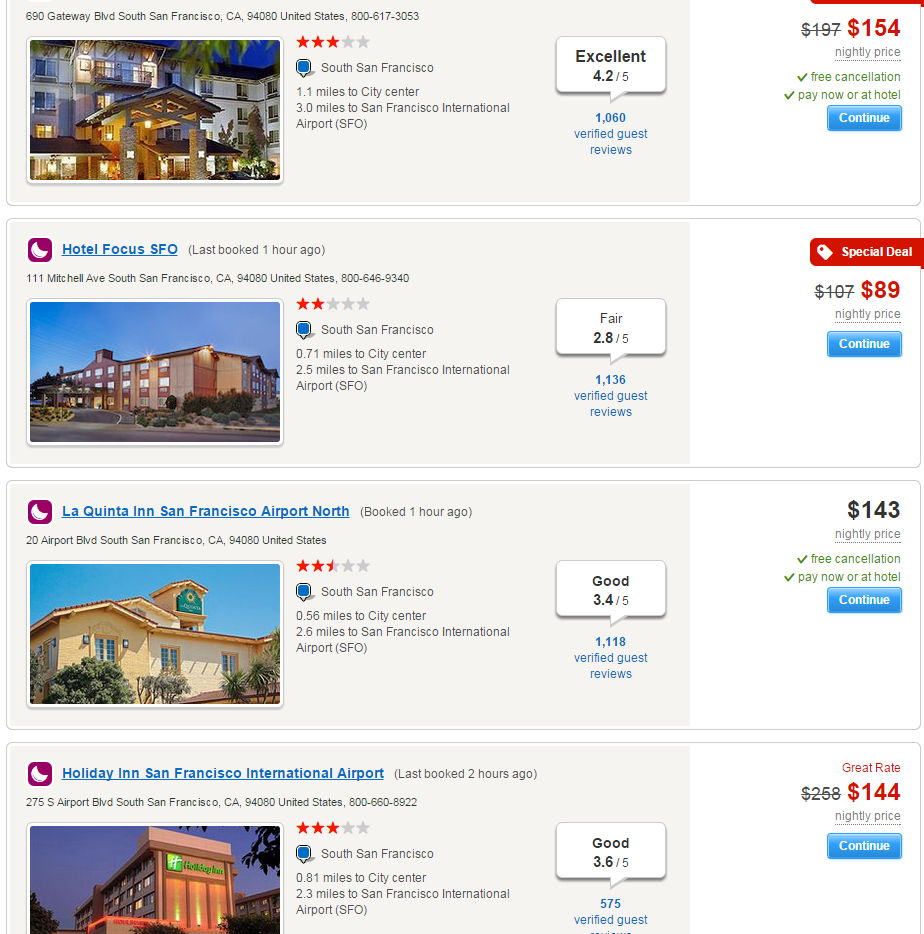 690 Gateway Blvd South San Francisco, CA, 94080 United States, 800-617-3053
South San Francisco
1.1 miles to City center
3.0 miles to San Francisco International
Airport (SFO)
Excellent
4.2 / 5
1,060
verified guest
reviews
$197 $154
nightly price
free cancellation
pay now or at hotel
Continue
Hotel Focus SFO (Last booked 1 hour ago)
111 Mitchell Ave South San Francisco, CA, 94080 United States, 800-646-9340
South San Francisco
0.71 miles to City center
2.5 miles to San Francisco International
Airport (SFO)
Fair
2.8 / 5
1,136
verified guest
reviews
Special Deal
$107 $89
nightly price
Continue
La Quinta Inn San Francisco Airport North (Booked 1 hour ago)
20 Airport Blvd South San Francisco, CA, 94080 United States
LA QUINTA
South San Francisco
0.56 miles to City center
2.6 miles to San Francisco International
Airport (SFO)
Good
3.4 / 5
1,118
verified guest
reviews
$143
nightly price
free cancellation
pay now or at hotel
Continue
Holiday Inn San Francisco International Airport (Last booked 2 hours ago)
275 S Airport Blvd South San Francisco, CA, 94080 United States, 800-660-8922
Holiday Inn
South San Francisco
0.81 miles to City center
2.3 miles to San Francisco International
Airport (SFO)
Good
3.6 / 5
575
verified guest
Great Rate
$258 $144
nightly price
Continue